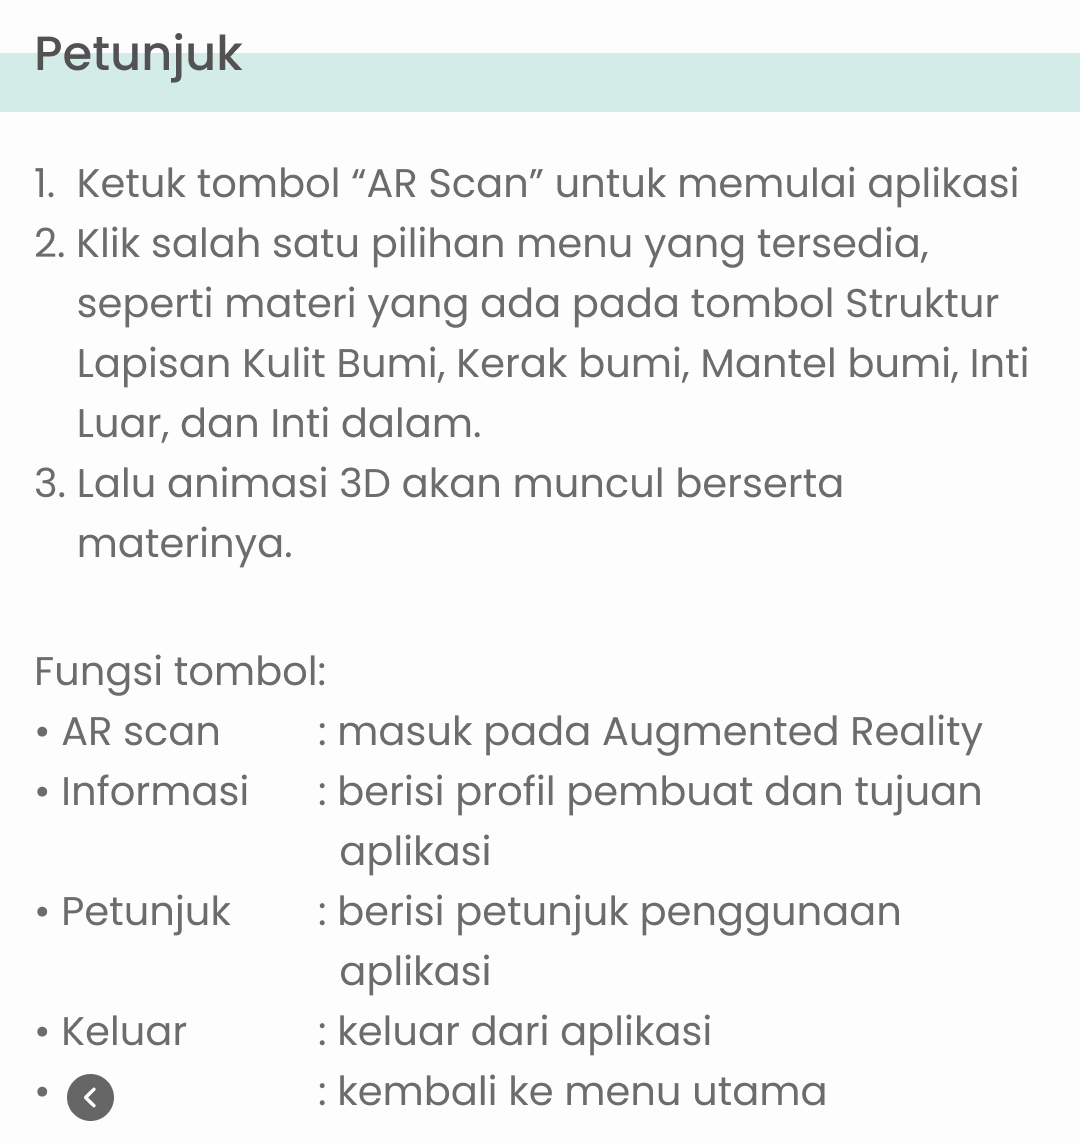 Petunjuk
1. Ketuk tombol “AR Scan” untuk memulai aplikasi
2. Klik salah satu pilihan menu yang tersedia,
seperti materi yang ada pada tombol Struktur
Lapisan Kulit Bumi, Kerak bumi, Mantel bumi, Inti
Luar, dan Inti dalam.
3. Lalu animasi 3D akan muncul berserta
materinya.
Fungsi tombol:
• AR scan : masuk pada Augmented Reality
• Informasi : berisi profil pembuat dan tujuan
aplikasi
• Petunjuk : berisi petunjuk penggunaan
aplikasi
• Keluar : keluar dari aplikasi
• : kembali ke menu utama